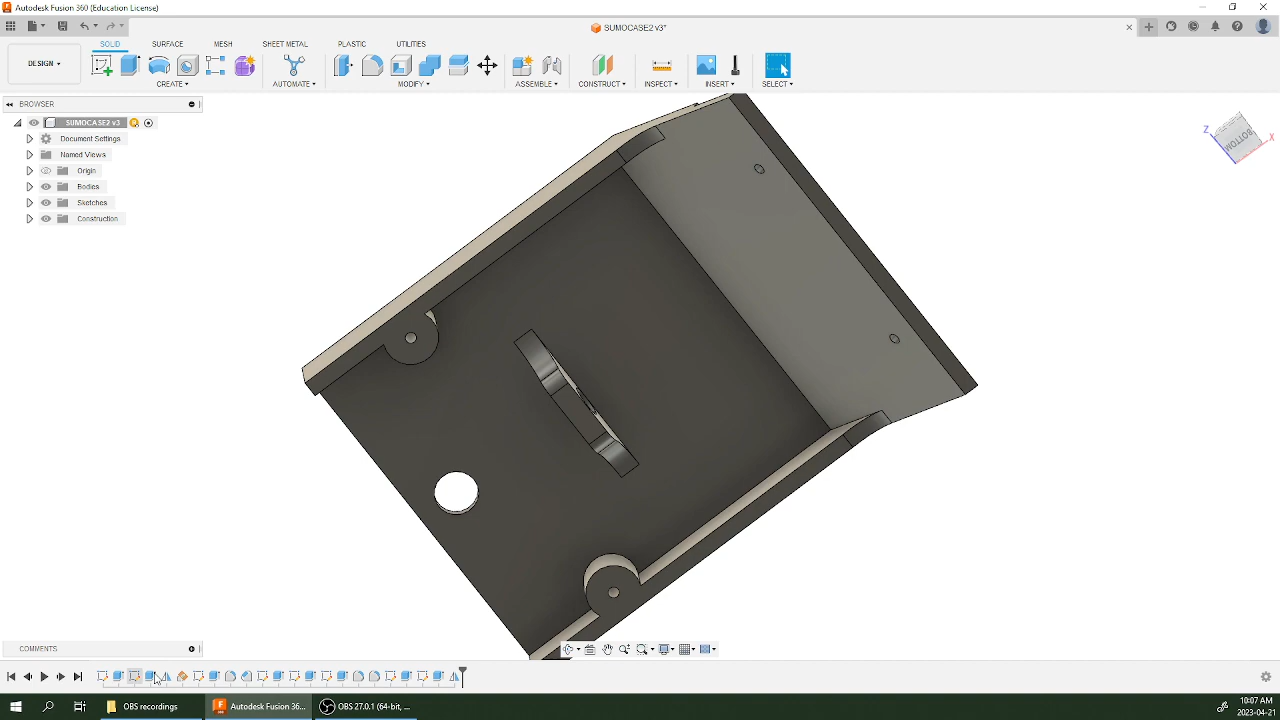 Autodesk Fusion 360 (Education License)
SUMOCASE2 v3*
SOLID SURFACE MESH SHEET METAL PLASTIC UTILITIES
DESIGN
CREATE AUTOMATE MODIFY ASSEMBLE CONSTRUCT INSPECT INSERT SELECT
BROWSER
SUMOCASE2 v3
Document Settings
Named Views
Origin
Bodies
Sketches
Construction
Z
X
BOTTOM
COMMENTS
OBS recordings
Autodesk Fusion 36...
OBS 27.0.1 (64-bit, ...
10:07 AM
2023-04-21